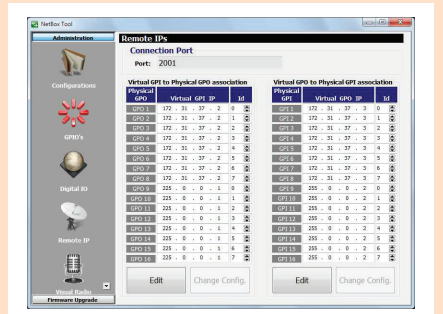 NetBox Tool
Administration
Configurations
GPIO's
Digital IO
Remote IP
Virtual Radio
Firmware Upgrade
Remote IPs
Connection Port
Port: 2001
Virtual GPI to Physical GPO association
Physical GPO Virtual GPI IP Id
GPO 1 172 . 31 . 37 . 2 0
GPO 2 172 . 31 . 37 . 2 1
GPO 3 172 . 31 . 37 . 2 2
GPO 4 172 . 31 . 37 . 2 3
GPO 5 172 . 31 . 37 . 2 4
GPO 6 172 . 31 . 37 . 2 5
GPO 7 172 . 31 . 37 . 2 6
GPO 8 172 . 31 . 37 . 2 7
GPO 9 225 . 0 . 0 . 1 0
GPO 10 225 . 0 . 0 . 1 1
GPO 11 225 . 0 . 0 . 1 2
GPO 12 225 . 0 . 0 . 1 3
GPO 13 225 . 0 . 0 . 1 4
GPO 14 225 . 0 . 0 . 1 5
GPO 15 225 . 0 . 0 . 1 6
GPO 16 225 . 0 . 0 . 1 7
Edit Change Config.
Virtual GPO to Physical GPI association
Physical GPI Virtual GPO IP Id
GPI 1 172 . 31 . 37 . 3 0
GPI 2 172 . 31 . 37 . 3 1
GPI 3 172 . 31 . 37 . 3 2
GPI 4 172 . 31 . 37 . 3 3
GPI 5 172 . 31 . 37 . 3 4
GPI 6 172 . 31 . 37 . 3 5
GPI 7 172 . 31 . 37 . 3 6
GPI 8 172 . 31 . 37 . 3 7
GPI 9 255 . 0 . 0 . 2 0
GPI 10 255 . 0 . 0 . 2 1
GPI 11 255 . 0 . 0 . 2 2
GPI 12 255 . 0 . 0 . 2 3
GPI 13 255 . 0 . 0 . 2 4
GPI 14 255 . 0 . 0 . 2 5
GPI 15 255 . 0 . 0 . 2 6
GPI 16 255 . 0 . 0 . 2 7
Edit Change Config.